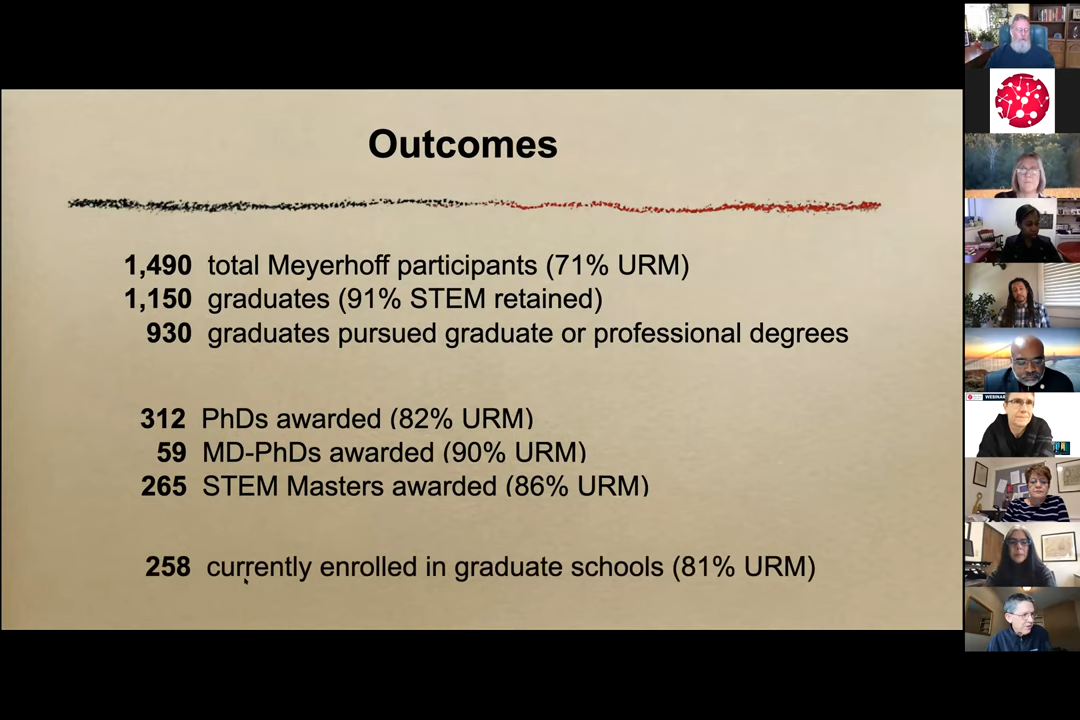 Outcomes
1,490 total Meyerhoff participants (71% URM)
1,150 graduates (91% STEM retained)
930 graduates pursued graduate or professional degrees
312 PhDs awarded (82% URM)
59 MD-PhDs awarded (90% URM)
265 STEM Masters awarded (86% URM)
258 currently enrolled in graduate schools (81% URM)
WEBINAR